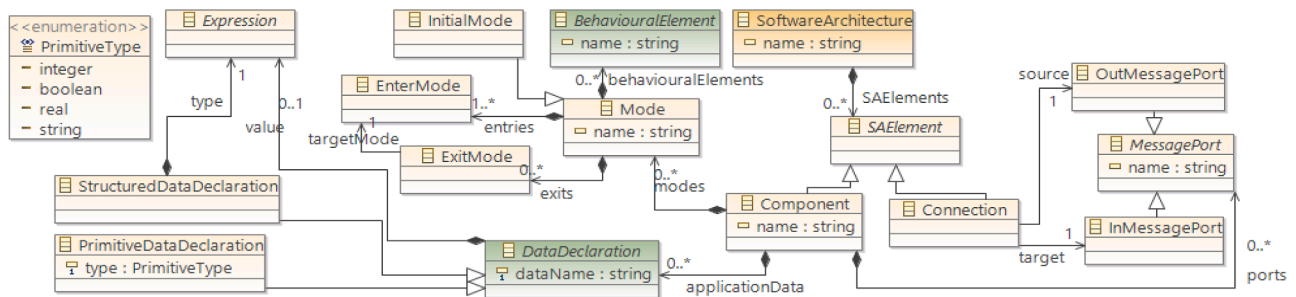 <<enumeration>>
PrimitiveType
integer
boolean
real
string
Expression
1
type
0..1
value
InitialMode
EnterMode
1
targetMode
ExitMode
1..*
entries
0..*
exits
BehaviouralElement
name : string
0..*
behaviouralElements
Mode
name : string
0..*
modes
SoftwareArchitecture
name : string
0..*
SAElements
SAElement
Component
name : string
Connection
source
1
OutMessagePort
MessagePort
name : string
InMessagePort
1
target
0..*
ports
StructuredDataDeclaration
PrimitiveDataDeclaration
type : PrimitiveType
DataDeclaration
dataName : string
0..*
applicationData